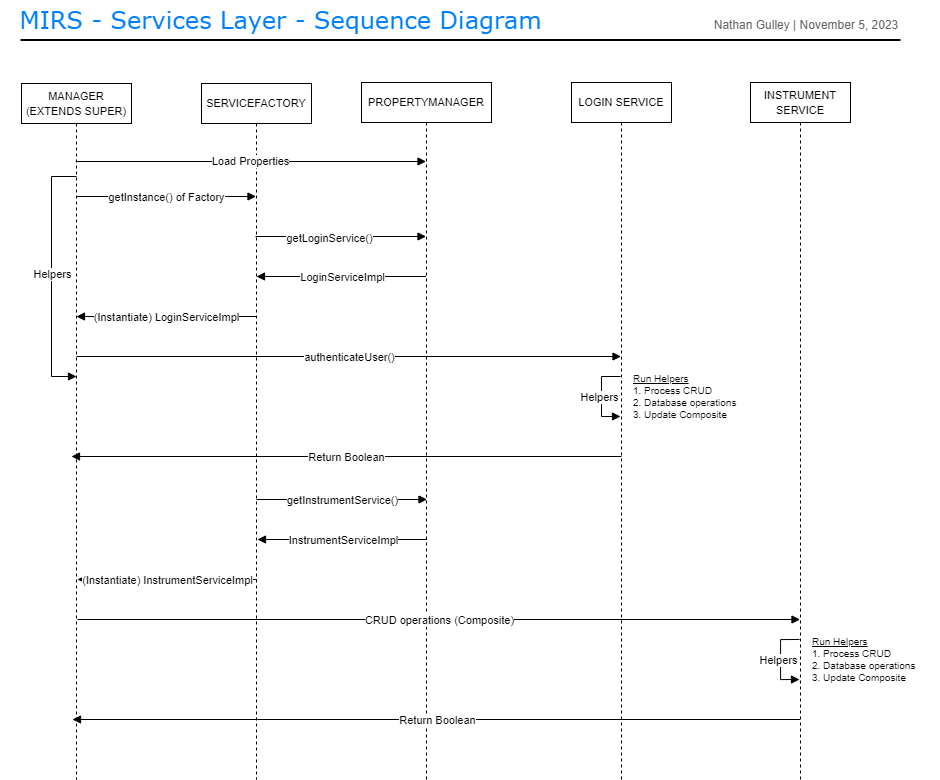 MIRS - Services Layer - Sequence Diagram
Nathan Gulley | November 5, 2023
MANAGER
(EXTENDS SUPER)
SERVICEFACTORY
PROPERTYMANAGER
LOGIN SERVICE
INSTRUMENT
SERVICE
Load Properties
getInstance() of Factory
getLoginService()
Helpers
LoginServiceImpl
(Instantiate) LoginServiceImpl
authenticateUser()
Helpers
Run Helpers
1. Process CRUD
2. Database operations
3. Update Composite
Return Boolean
getInstrumentService()
InstrumentServiceImpl
(Instantiate) InstrumentServiceImpl
CRUD operations (Composite)
Helpers
Run Helpers
1. Process CRUD
2. Database operations
3. Update Composite
Return Boolean